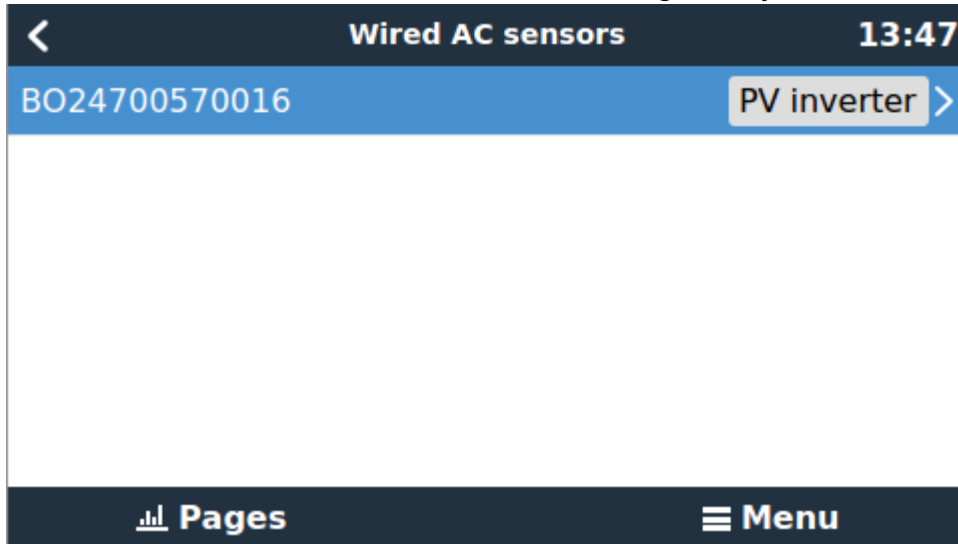 Wired AC sensors 13:47
BO24700570016 PV inverter
Pages Menu